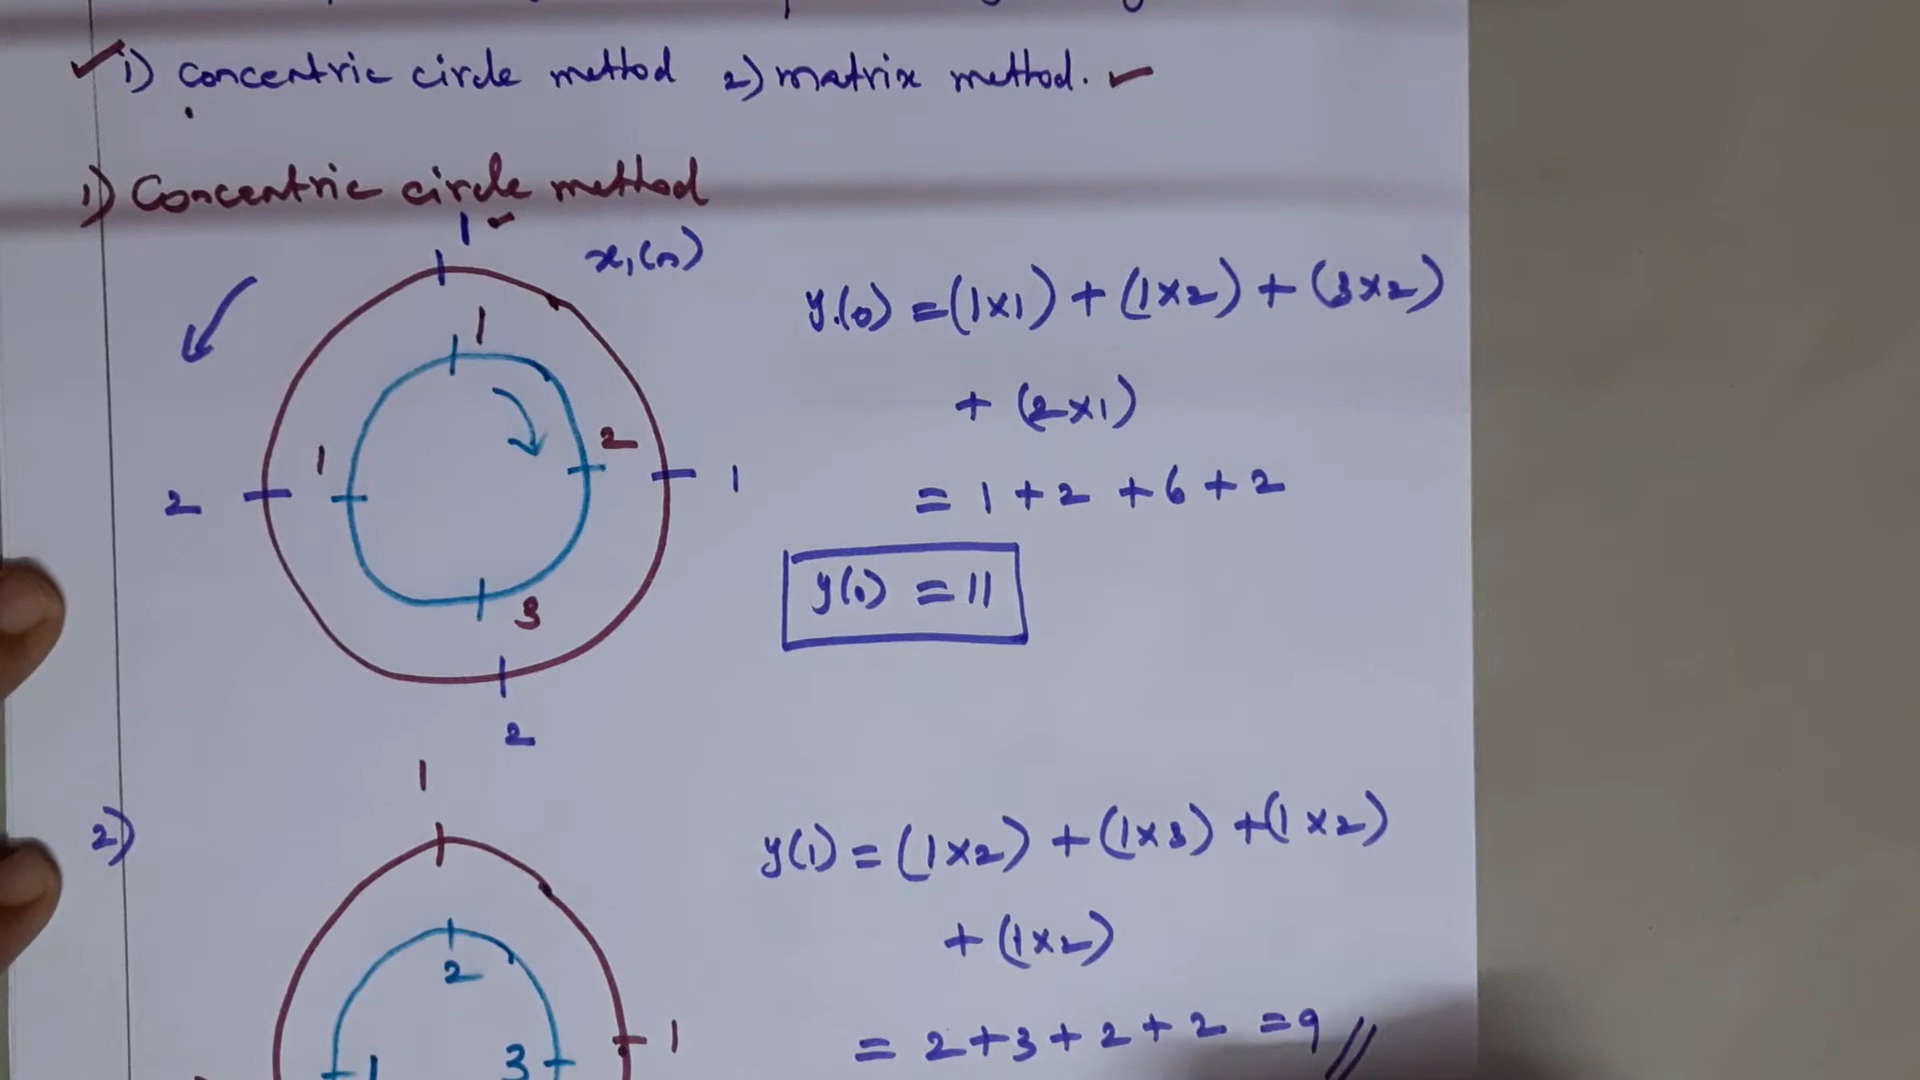 1) concentric circle method 2) matrix method.
1) Concentric circle method
1
x₁(n)
y(0) = (1×1) + (1×2) + (3×2)
1
+ (2×1)
1 2
2 1
= 1 + 2 + 6 + 2
y(0) = 11
3
2
1
2)
y(1) = (1×2) + (1×3) + (1×2)
+ (1×2)
2
= 2+3+2+2 = 9 //
1 3 1